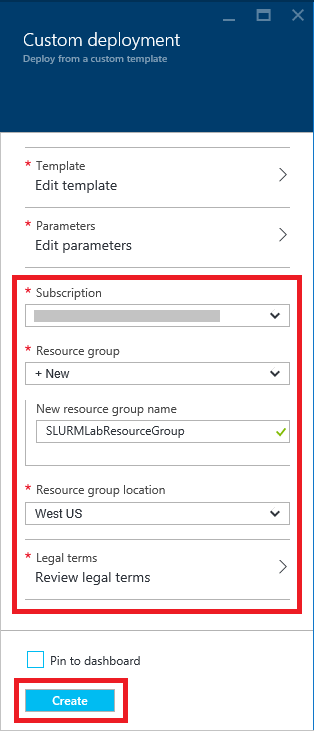 Custom deployment
Deploy from a custom template
* Template
Edit template
* Parameters
Edit parameters
* Subscription
* Resource group
+ New
New resource group name
SLURMLabResourceGroup
* Resource group location
West US
* Legal terms
Review legal terms
Pin to dashboard
Create